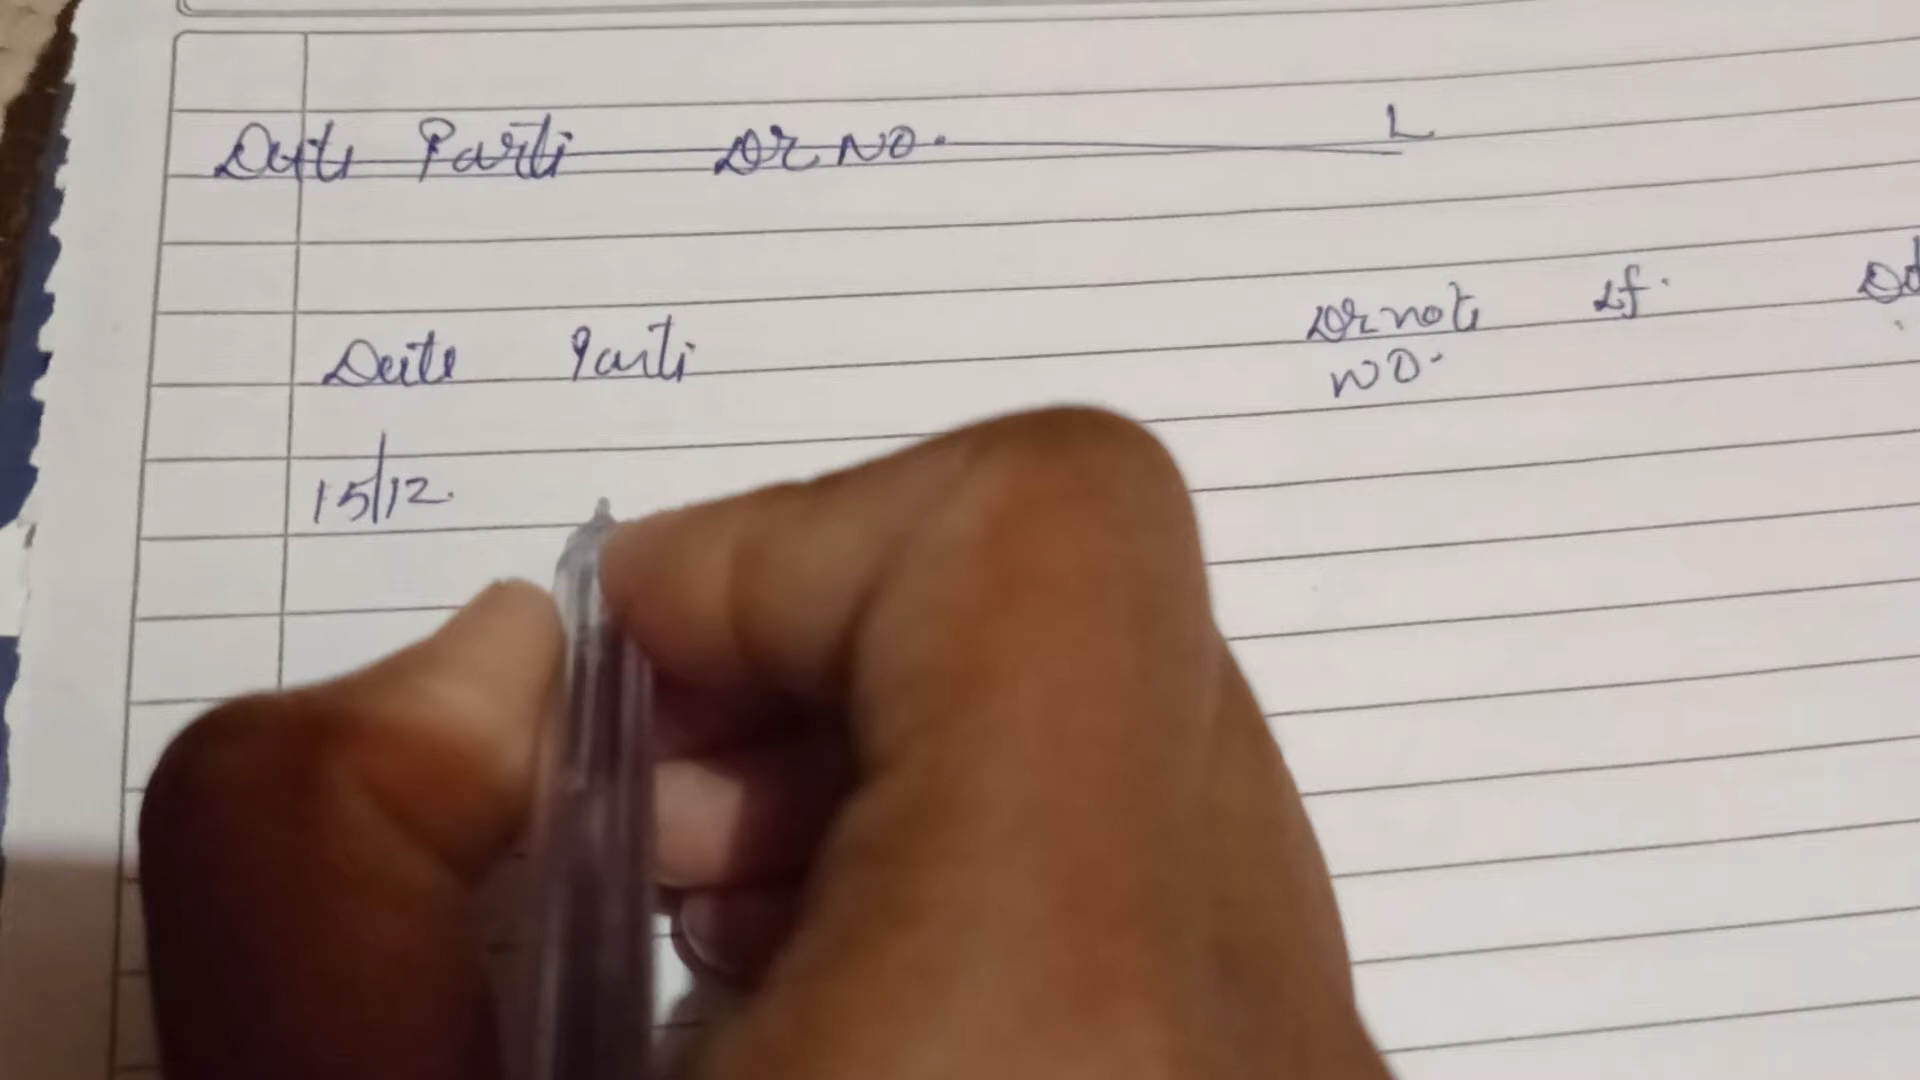 Date Parti Dr NO. L
Date Parti Dr note Lf.
NO.
15/12.